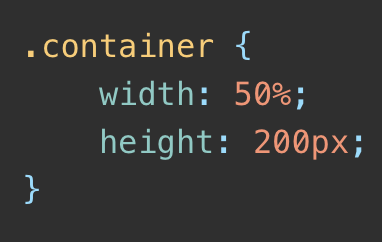 .container {
    width: 50%;
    height: 200px;
}